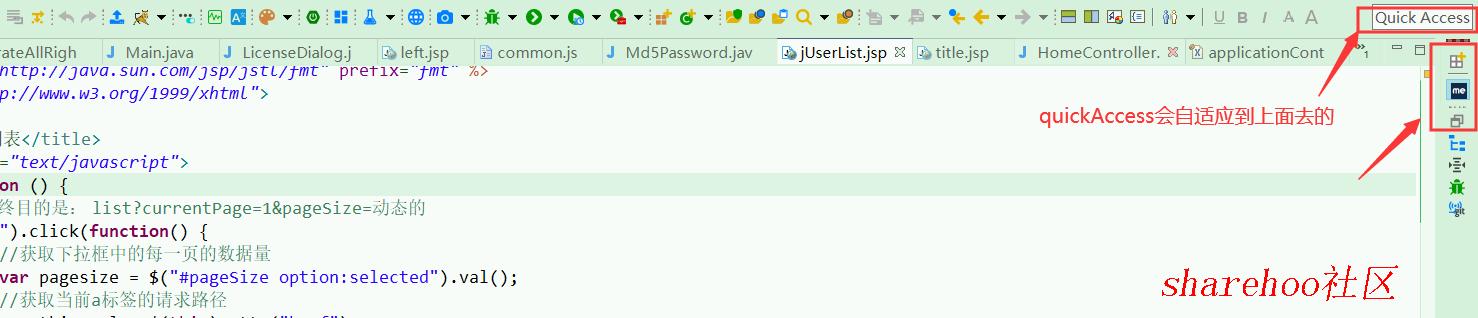 U B I A A A
Quick Access
rateAllRigh Main.java LicenseDialog.j left.jsp common.js Md5Password.jav jUserList.jsp title.jsp HomeController. applicationCont 1
http://java.sun.com/jsp/jstl/fmt" prefix="fmt" %>
p://www.w3.org/1999/xhtml">
me
quickAccess会自适应到上面去的
列表</title>
="text/javascript">
on () {
终目的是: list?currentPage=1&pageSize=动态的
").click(function() {
git
//获取下拉框中的每一页的数据量
var pagesize = $("#pageSize option:selected").val();
//获取当前a标签的请求路径
sharehoo社区